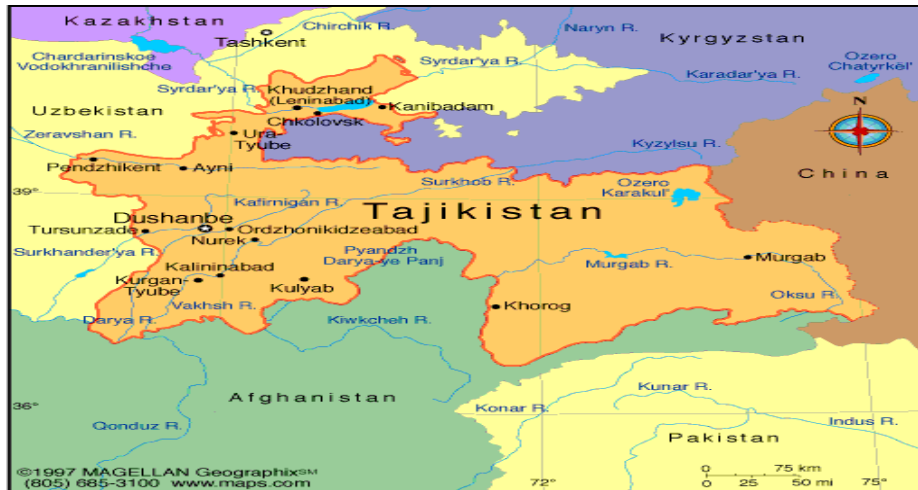 Kazakhstan
Chirchik R.
Tashkent
Naryn R.
Kyrgyzstan
Chardarinskoe
Vodokhranilishche
Syrdar'ya R.
Ozero
Chatyrkël'
Karadar'ya R.
Syrdar'ya R.
Khudzhand
(Leninabad)
Kanibadam
Uzbekistan
Chkolovsk
N
Zeravshan R.
Ura-
Tyube
Kyzylsu R.
Pendzhikent
Ayni
China
Surkhob R.
Ozero
Karakul'
39°
Kafirnigan R.
Tajikistan
Dushanbe
Tursunzade
Ordzhonikidzeabad
Nurek
Surkhander'ya R.
Pyandzh
Darya-ye Panj
Murgab
Murgab R.
Kalininabad
Kurgan-
Tyube
Kulyab
Oksu R.
Vakhsh R.
Khorog
Darya R.
Kiwkcheh R.
Afghanistan
Kunar R.
36°
Konar R.
Indus R.
Qonduz R.
Pakistan
©1997 MAGELLAN Geographix℠
(805) 685-3100 www.maps.com
0 75 km
0 25 50 mi
72°
75°